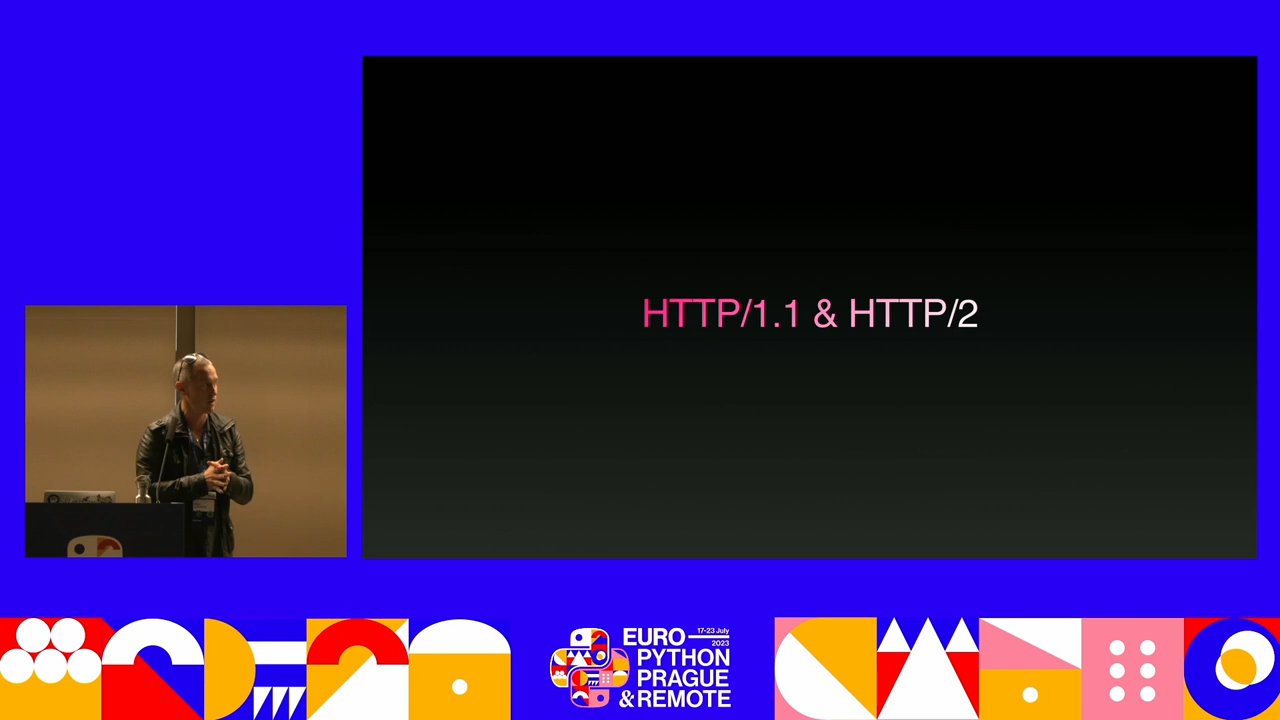 HTTP/1.1 & HTTP/2
EURO
17-23 July
2023
PYTHON
PRAGUE
& REMOTE